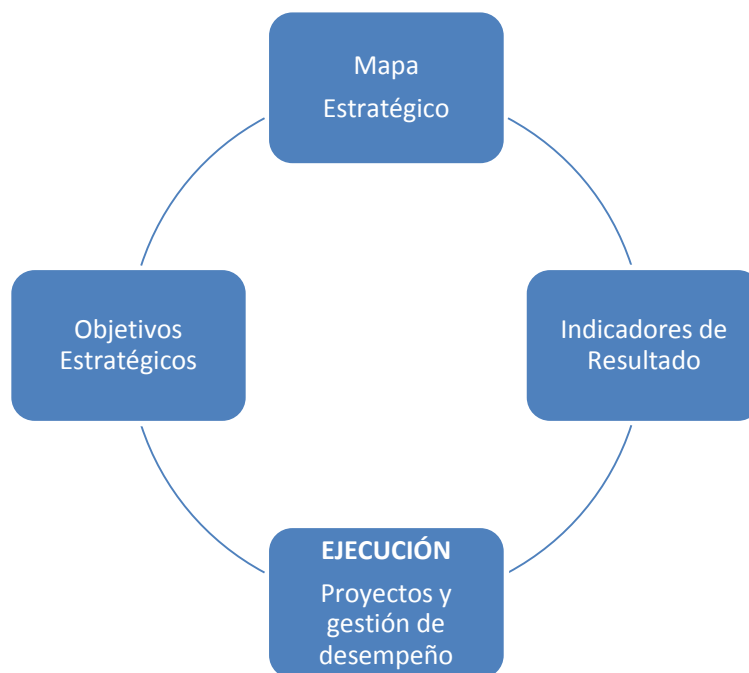 Mapa
Estratégico
Objetivos
Estratégicos
Indicadores de
Resultado
EJECUCIÓN
Proyectos y
gestión de
desempeño